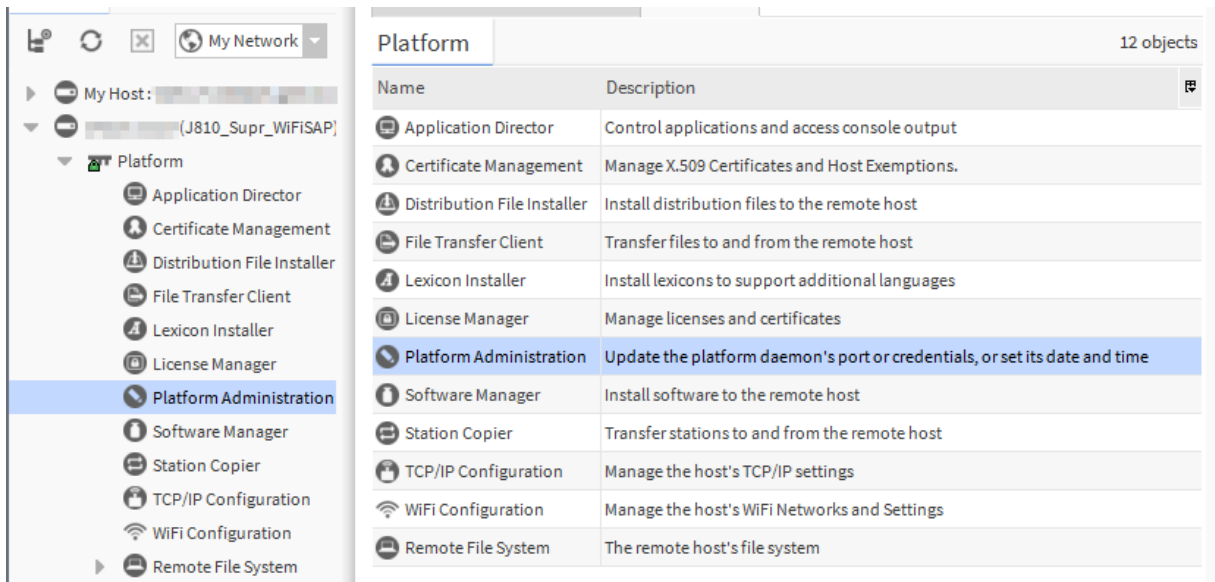 My Network
My Host :
(J810_Supr_WiFiSAP)
Platform
Application Director
Certificate Management
Distribution File Installer
File Transfer Client
Lexicon Installer
License Manager
Platform Administration
Software Manager
Station Copier
TCP/IP Configuration
WiFi Configuration
Remote File System
Platform 12 objects
Name Description
Application Director Control applications and access console output
Certificate Management Manage X.509 Certificates and Host Exemptions.
Distribution File Installer Install distribution files to the remote host
File Transfer Client Transfer files to and from the remote host
Lexicon Installer Install lexicons to support additional languages
License Manager Manage licenses and certificates
Platform Administration Update the platform daemon's port or credentials, or set its date and time
Software Manager Install software to the remote host
Station Copier Transfer stations to and from the remote host
TCP/IP Configuration Manage the host's TCP/IP settings
WiFi Configuration Manage the host's WiFi Networks and Settings
Remote File System The remote host's file system